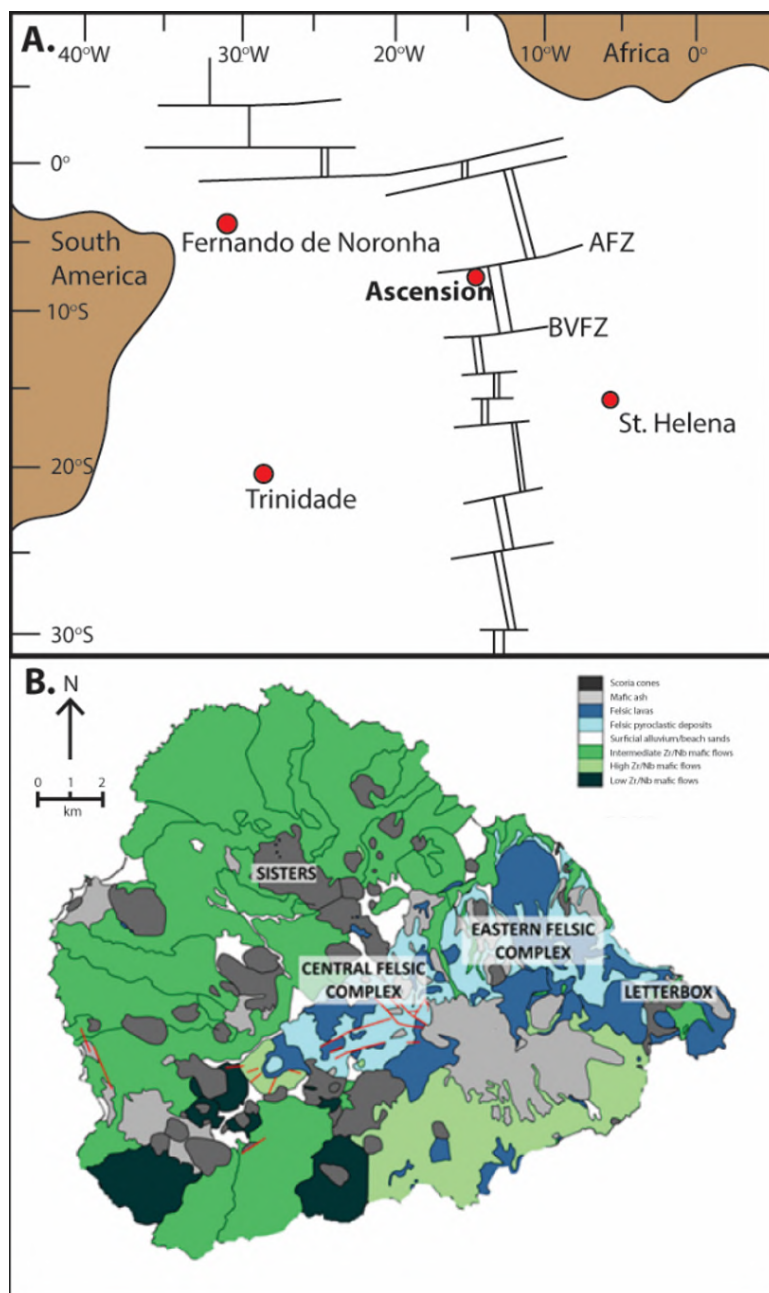 A.
40°W
30°W
20°W
10°W
Africa
0°
0°
South
America
Fernando de Noronha
AFZ
Ascension
10°S
BVFZ
St. Helena
20°S
Trinidade
30°S
B.
N
0 1 2
km
Scoria cones
Mafic ash
Felsic lavas
Felsic pyroclastic deposits
Surficial alluvium/beach sands
Intermediate Zr/Nb mafic flows
High Zr/Nb mafic flows
Low Zr/Nb mafic flows
SISTERS
EASTERN FELSIC
COMPLEX
CENTRAL FELSIC
COMPLEX
LETTERBOX